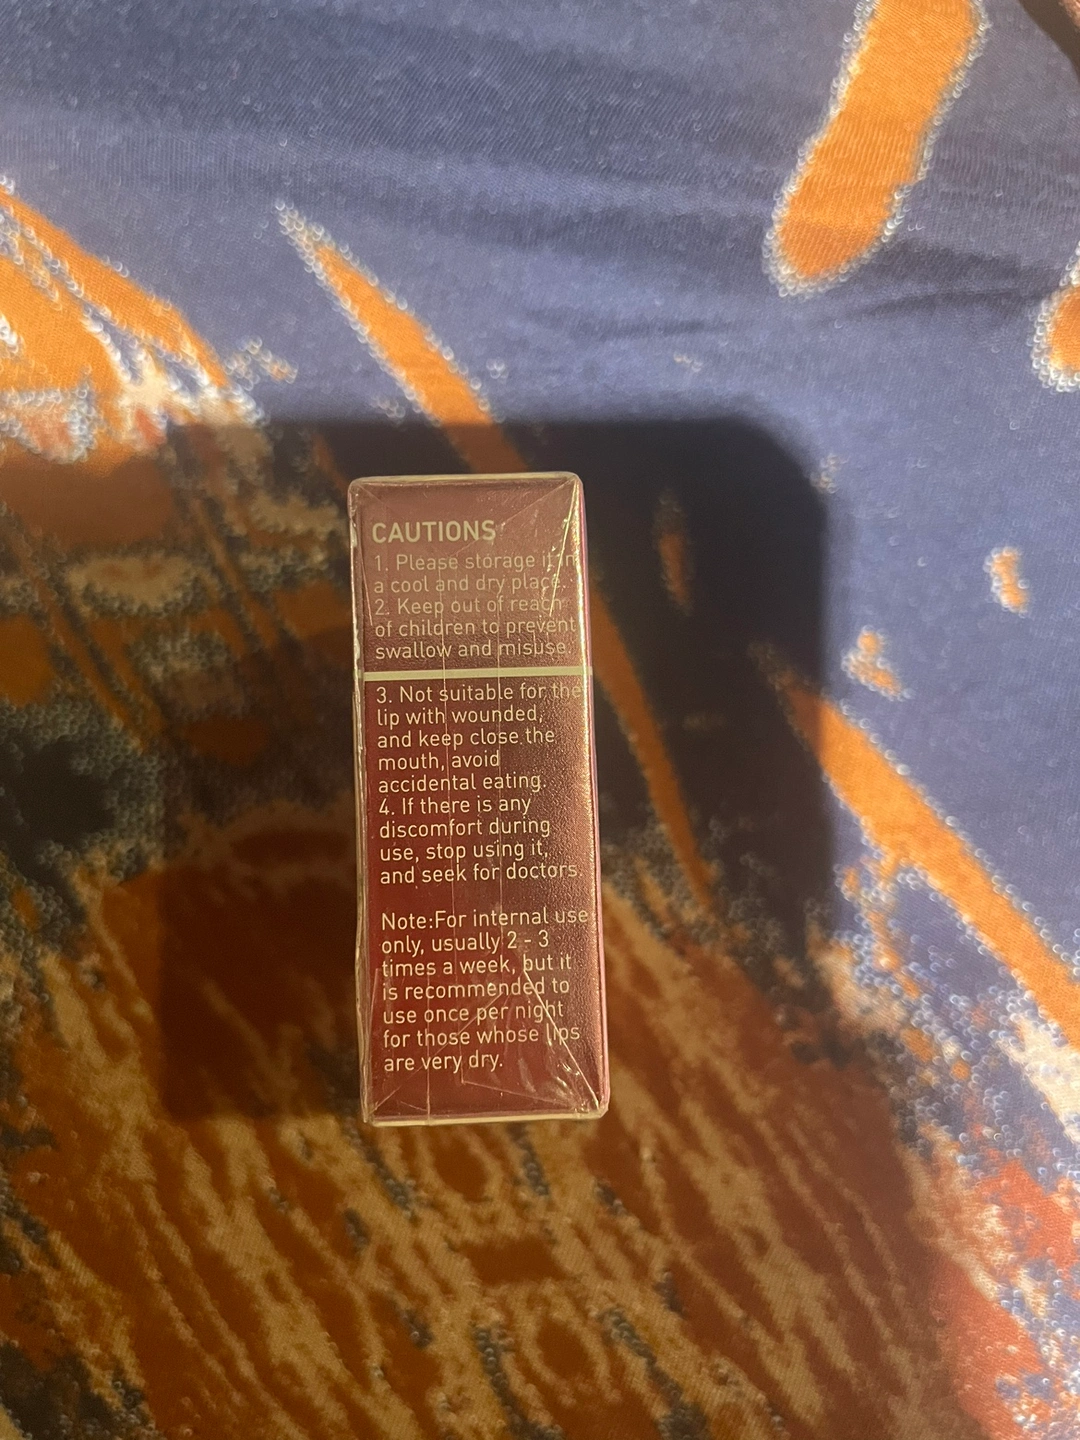 CAUTIONS
1. Please storage it in
a cool and dry place.
2. Keep out of reach
of children to prevent
swallow and misuse.
3. Not suitable for the
lip with wounded,
and keep close the
mouth, avoid
accidental eating.
4. If there is any
discomfort during
use, stop using it,
and seek for doctors.
Note:For internal use
only, usually 2 - 3
times a week, but it
is recommended to
use once per night
for those whose lips
are very dry.